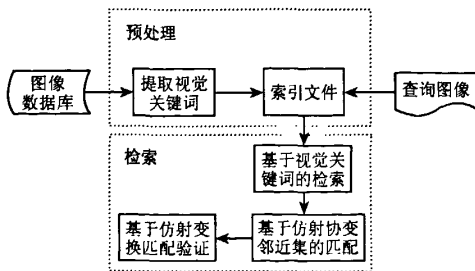 预处理
图像
数据库
提取视觉
关键词
索引文件
查询图像
检索
基于视觉关
键词的检索
基于仿射变
换匹配验证
基于仿射协变
邻近集的匹配